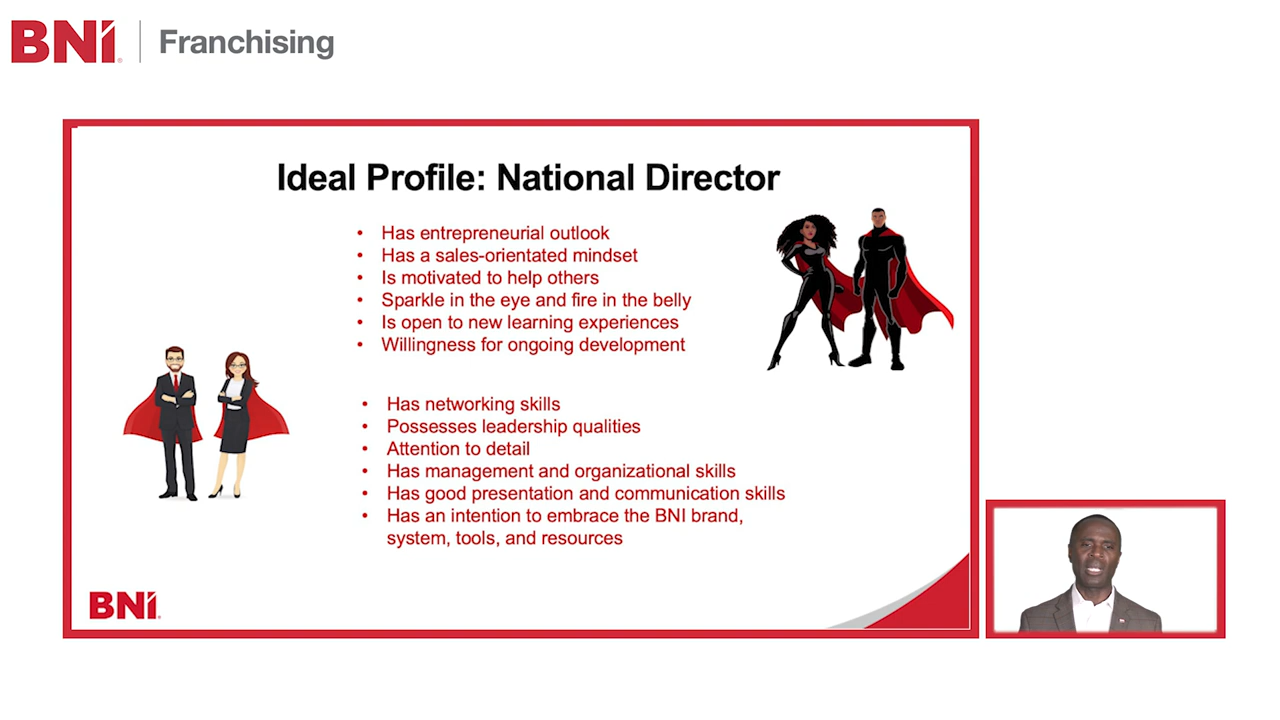 BNI® | Franchising
Ideal Profile: National Director
• Has entrepreneurial outlook
• Has a sales-orientated mindset
• Is motivated to help others
• Sparkle in the eye and fire in the belly
• Is open to new learning experiences
• Willingness for ongoing development
• Has networking skills
• Possesses leadership qualities
• Attention to detail
• Has management and organizational skills
• Has good presentation and communication skills
• Has an intention to embrace the BNI brand,
system, tools, and resources
BNI®